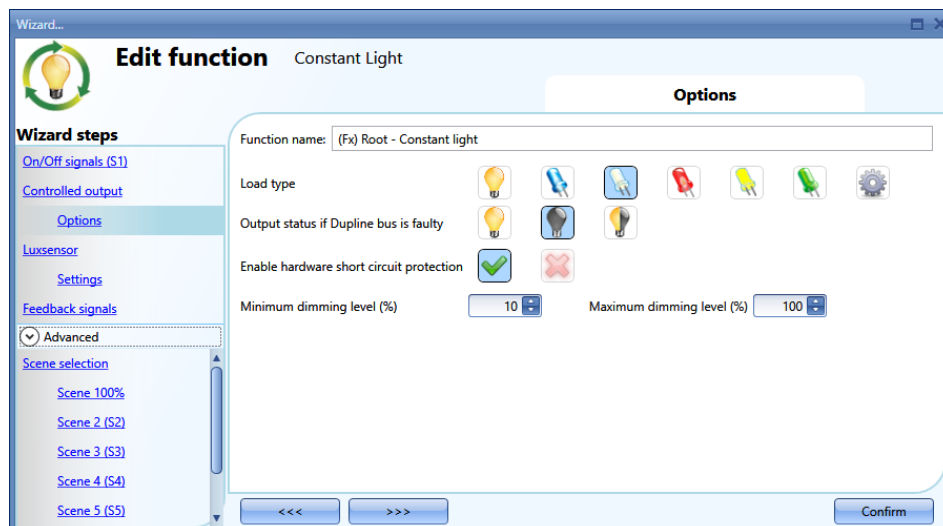 Wizard...
Edit function Constant Light
Options
Wizard steps
On/Off signals (S1)
Controlled output
Options
Luxsensor
Settings
Feedback signals
Advanced
Scene selection
Scene 100%
Scene 2 (S2)
Scene 3 (S3)
Scene 4 (S4)
Scene 5 (S5)
Function name: (Fx) Root - Constant light
Load type
Output status if Dupline bus is faulty
Enable hardware short circuit protection
Minimum dimming level (%) 10 Maximum dimming level (%) 100
<<< >>> Confirm